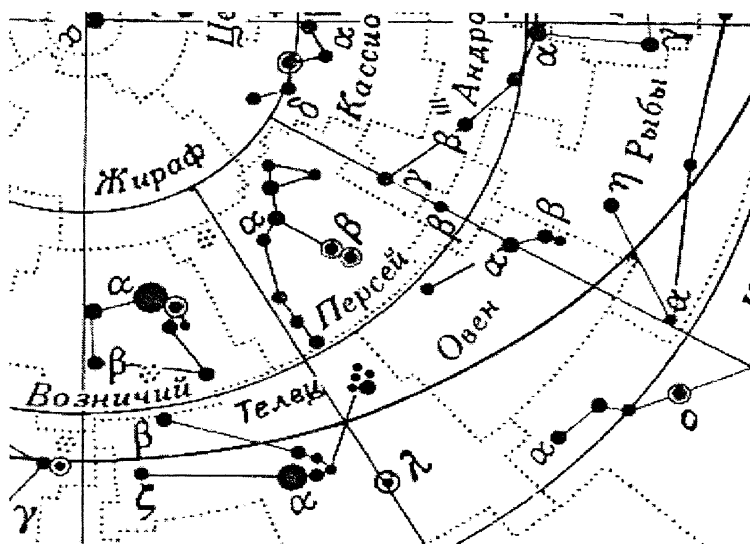 α
Це
α
Кассио
δ
Андро
β
α
γ
Рыбы
Жираф
γ
η
α
β
Персей
β
α
β
α
Овен
α
Возничий
β
Телец
β
ζ
α
λ
α
ο
γ